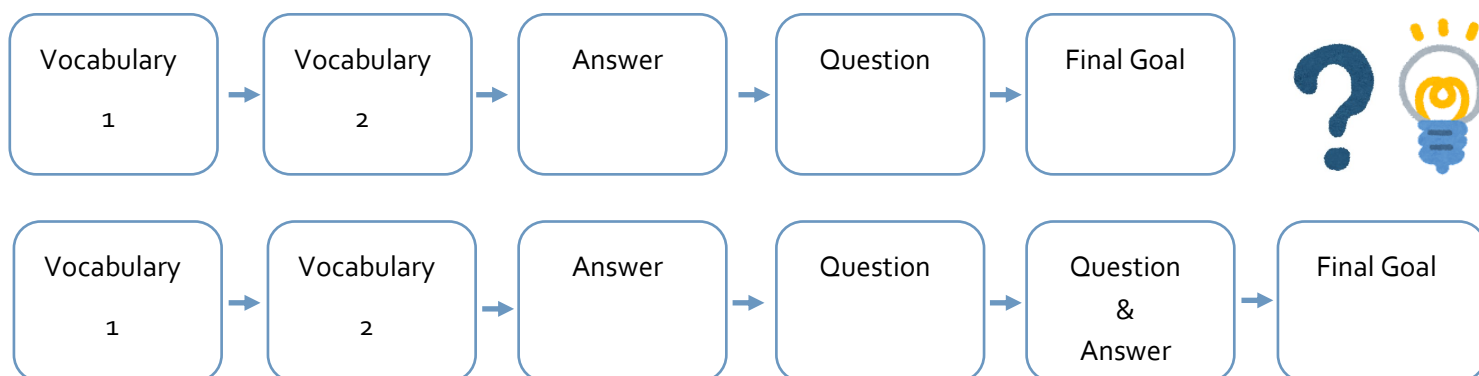 Vocabulary
1
Vocabulary
2
Answer
Question
Final Goal
?
Vocabulary
1
Vocabulary
2
Answer
Question
Question
&
Answer
Final Goal